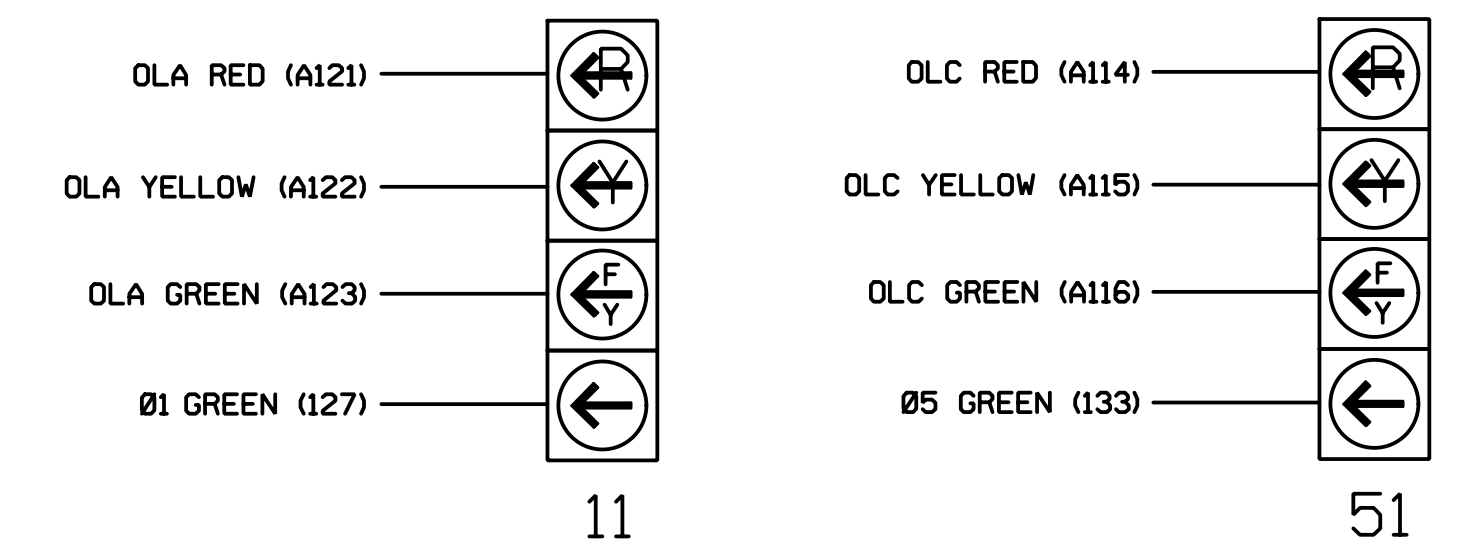 OLA RED (A121)
R
OLA YELLOW (A122)
Y
OLA GREEN (A123)
F
Y
Ø1 GREEN (127)
11
OLC RED (A114)
R
OLC YELLOW (A115)
Y
OLC GREEN (A116)
F
Y
Ø5 GREEN (133)
51